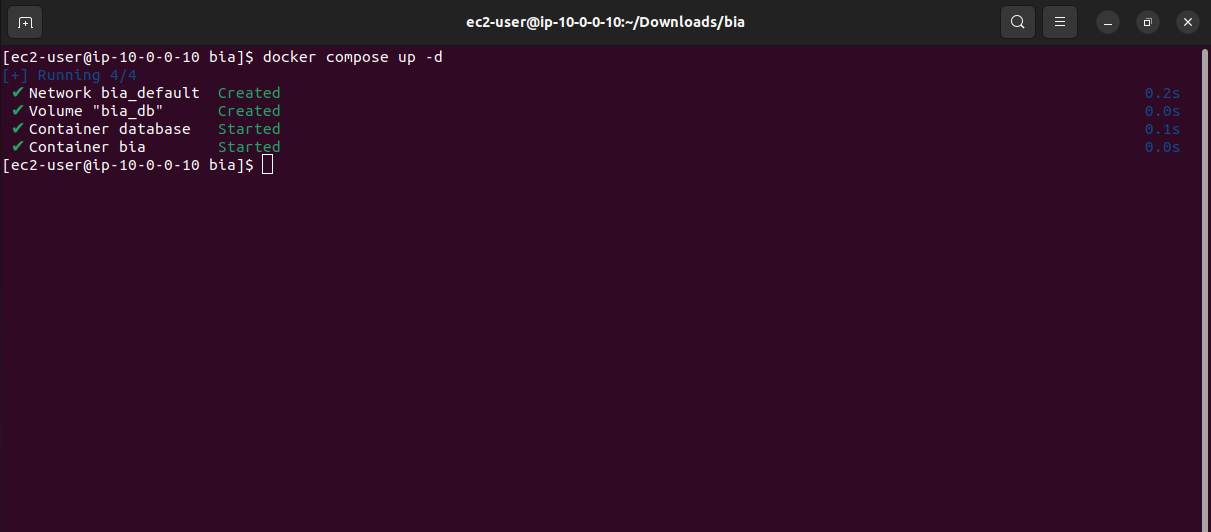 ec2-user@ip-10-0-0-10:~/Downloads/bia
[ec2-user@ip-10-0-0-10 bia]$ docker compose up -d
[+] Running 4/4
✔ Network bia_default  Created  0.2s
✔ Volume "bia_db"  Created  0.0s
✔ Container database  Started  0.1s
✔ Container bia  Started  0.0s
[ec2-user@ip-10-0-0-10 bia]$